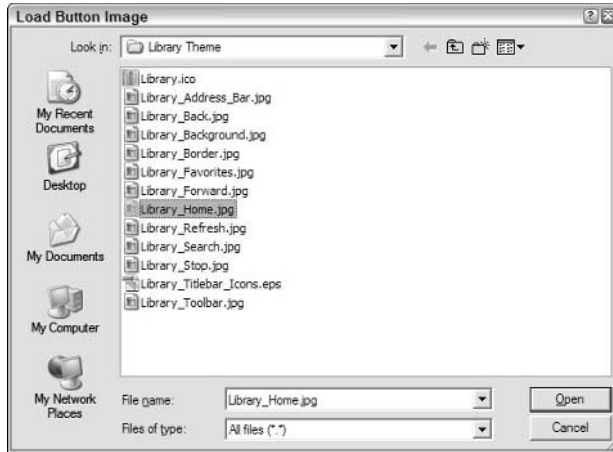 Load Button Image
Look in: Library Theme
My Recent
Documents
Desktop
My Documents
My Computer
My Network
Places
Library.ico
Library_Address_Bar.jpg
Library_Back.jpg
Library_Background.jpg
Library_Border.jpg
Library_Favorites.jpg
Library_Forward.jpg
Library_Home.jpg
Library_Refresh.jpg
Library_Search.jpg
Library_Stop.jpg
Library_Titlebar_Icons.eps
Library_Toolbar.jpg
File name: Library_Home.jpg Open
Files of type: All files (*.*) Cancel